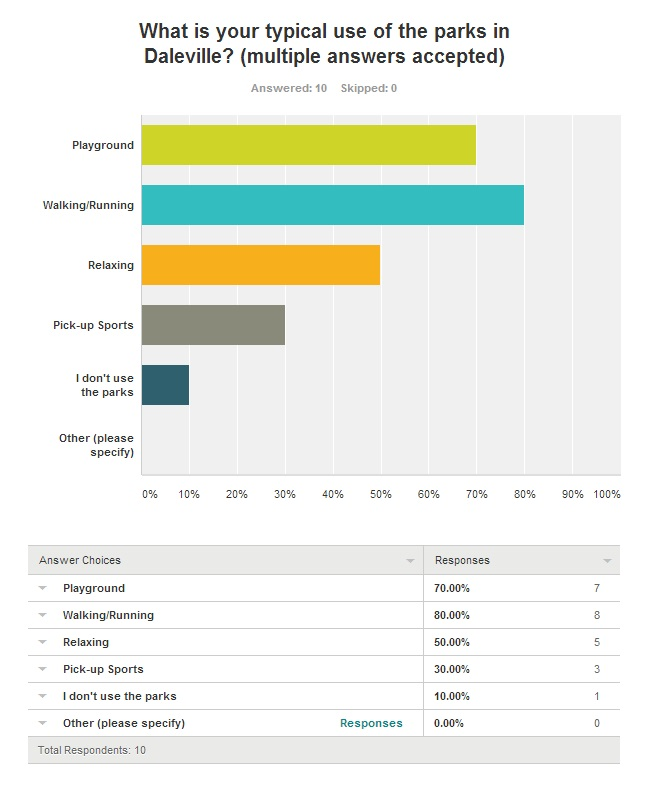 What is your typical use of the parks in
Daleville? (multiple answers accepted)
Answered: 10 Skipped: 0
Playground
Walking/Running
Relaxing
Pick-up Sports
I don't use
the parks
Other (please
specify)
0% 10% 20% 30% 40% 50% 60% 70% 80% 90% 100%
Answer Choices Responses
Playground 70.00% 7
Walking/Running 80.00% 8
Relaxing 50.00% 5
Pick-up Sports 30.00% 3
I don't use the parks 10.00% 1
Other (please specify) Responses 0.00% 0
Total Respondents: 10